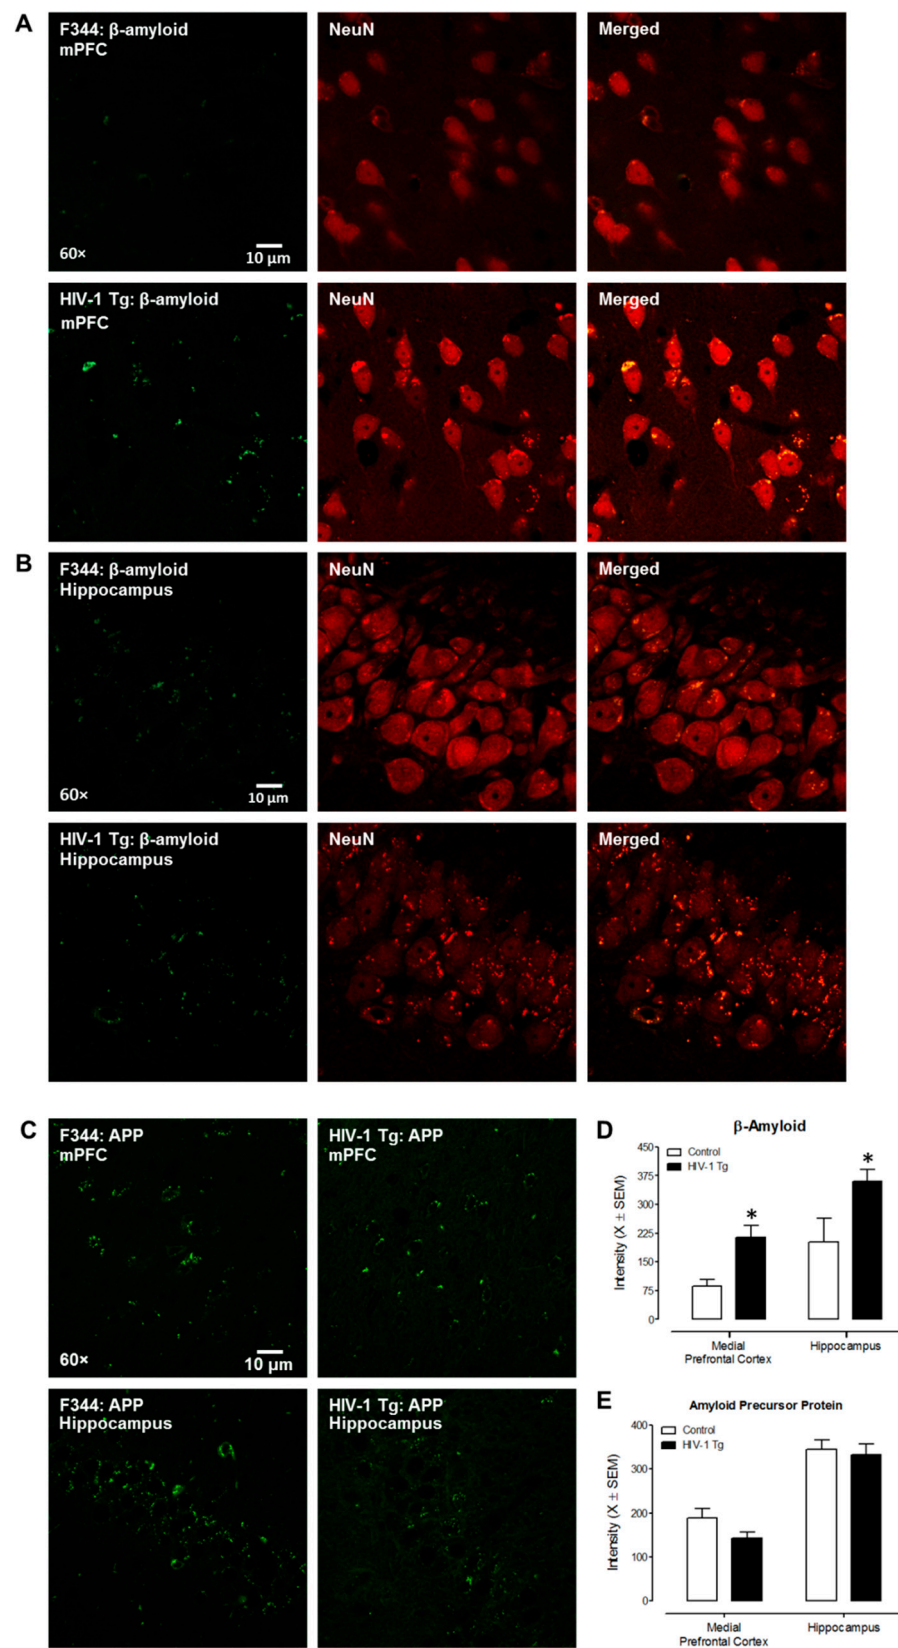 A
F344: β-amyloid
mPFC
60×
10 µm
NeuN
Merged
HIV-1 Tg: β-amyloid
mPFC
NeuN
Merged
B
F344: β-amyloid
Hippocampus
60×
10 µm
NeuN
Merged
HIV-1 Tg: β-amyloid
Hippocampus
NeuN
Merged
C
F344: APP
mPFC
60×
10 µm
HIV-1 Tg: APP
mPFC
F344: APP
Hippocampus
HIV-1 Tg: APP
Hippocampus
D
β-Amyloid
Control
HIV-1 Tg
Intensity (X ± SEM)
450
375
300
225
150
75
0
*
*
Medial
Prefrontal Cortex
Hippocampus
E
Amyloid Precursor Protein
Control
HIV-1 Tg
Intensity (X ± SEM)
400
300
200
100
0
Medial
Prefrontal Cortex
Hippocampus